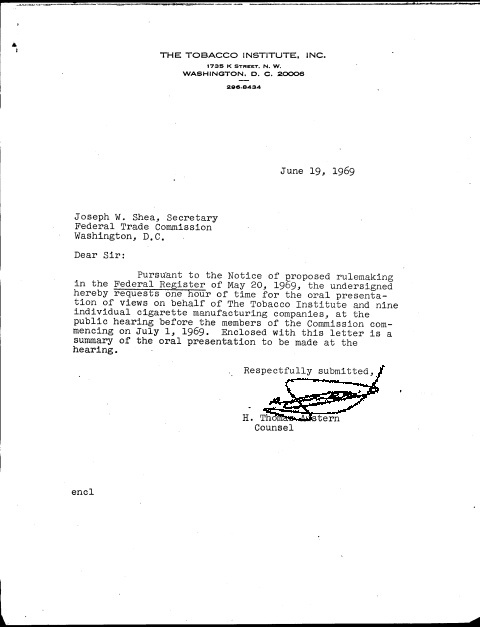 THE TOBACCO INSTITUTE, INC.
1735 K STREET, N. W.
WASHINGTON, D. C. 20006
296-8434
June 19, 1969
Joseph W. Shea, Secretary
Federal Trade Commission
Washington, D.C.
Dear Sir:
Pursuant to the Notice of proposed rulemaking
in the Federal Register of May 20, 1969, the undersigned
hereby requests one hour of time for the oral presenta-
tion of views on behalf of The Tobacco Institute and nine
individual cigarette manufacturing companies, at the
public hearing before the members of the Commission com-
mencing on July 1, 1969. Enclosed with this letter is a
summary of the oral presentation to be made at the
hearing.
Respectfully submitted,
H. Thomas Austern
Counsel
encl